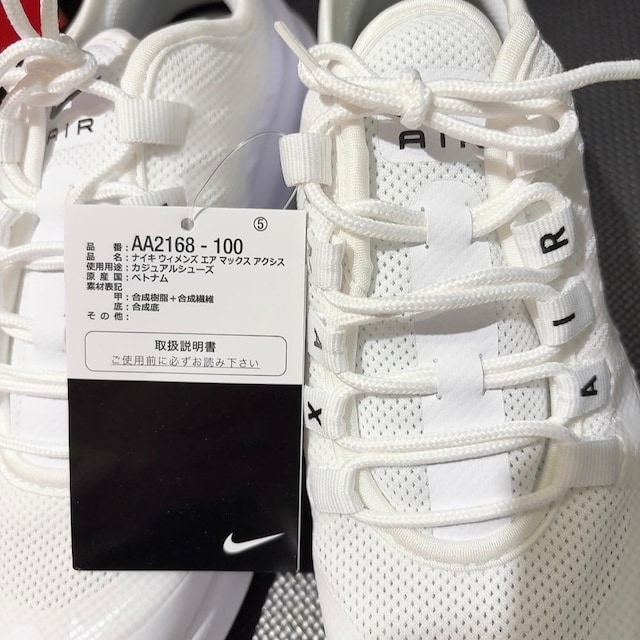 AIR
AIR
⑤
品 番: AA2168 - 100
品 名: ナイキ ウィメンズ エア マックス アクシス
使用用途: カジュアルシューズ
原 産 国: ベトナム
素材表記
甲: 合成樹脂+合成繊維
底: 合成底
そ の 他:
取扱説明書
ご使用前に必ずお読み下さい
R
I
A
A
X